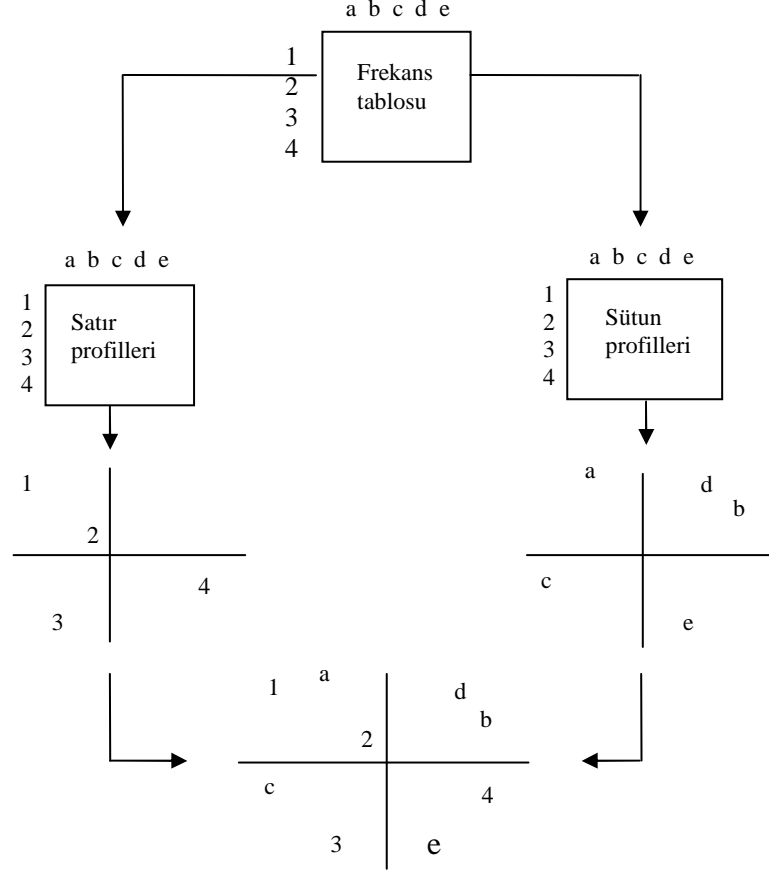 a b c d e
1
2
3
4
Frekans
tablosu
a b c d e
1
2
3
4
Satır
profilleri
a b c d e
1
2
3
4
Sütun
profilleri
1
2
4
3
a
d
b
c
e
1 a
d
b
2
c
4
3 e